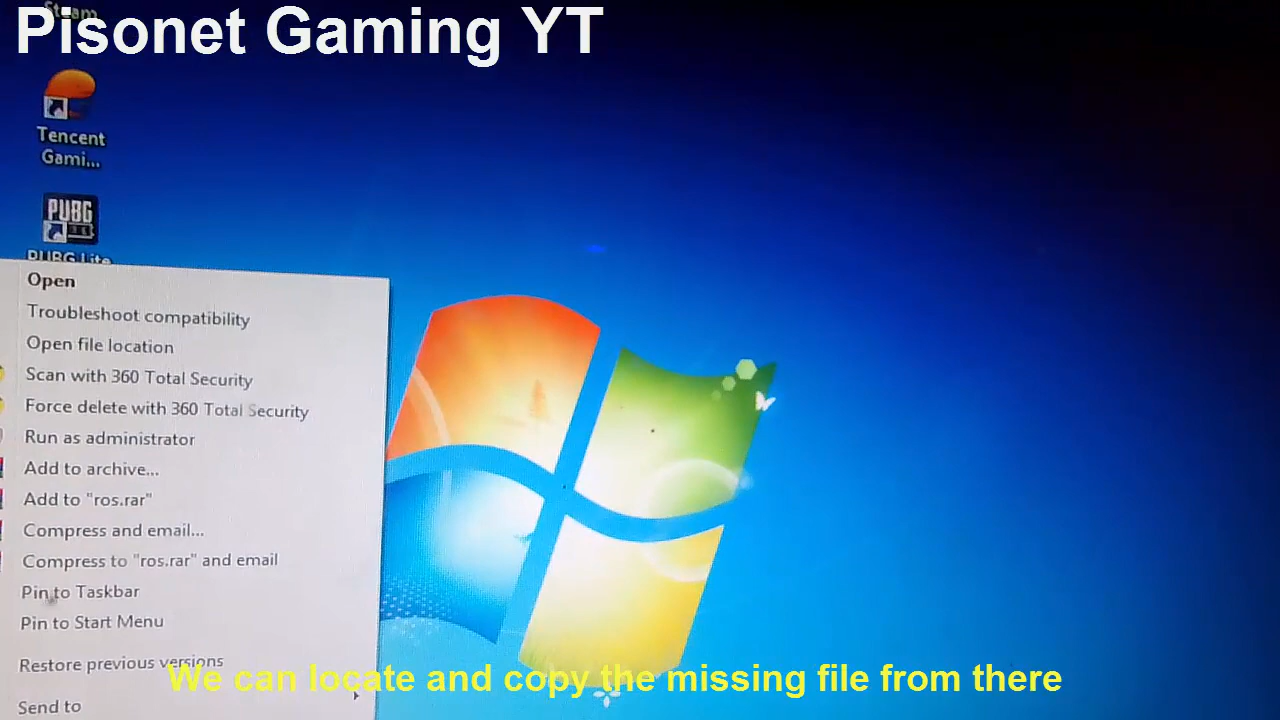 Steam
Pisonet Gaming YT
Tencent
Gami...
PUBG
PUBG Lite
Open
Troubleshoot compatibility
Open file location
Scan with 360 Total Security
Force delete with 360 Total Security
Run as administrator
Add to archive...
Add to "ros.rar"
Compress and email...
Compress to "ros.rar" and email
Pin to Taskbar
Pin to Start Menu
Restore previous versions
We can locate and copy the missing file from there
Send to